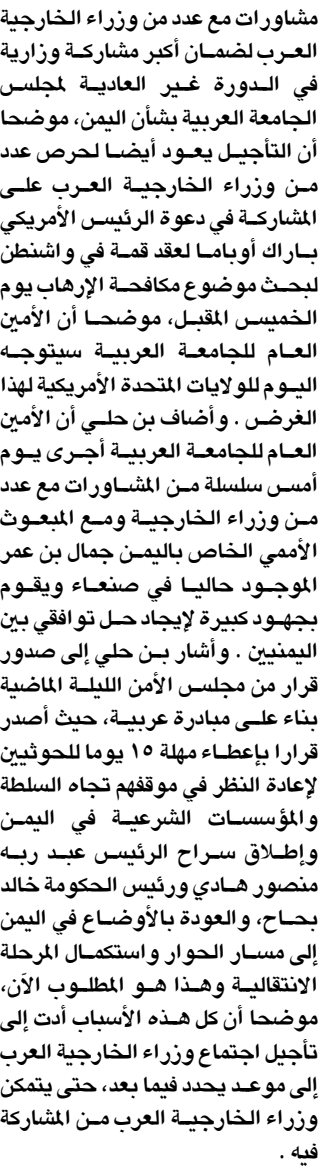 مشاورات مع عدد من وزراء الخارجية
العرب لضمان أكبر مشاركة وزارية
في الدورة غير العادية لمجلس
الجامعة العربية بشأن اليمن، موضحا
أن التأجيل يعود أيضا لحرص عدد
من وزراء الخارجية العرب على
المشاركة في دعوة الرئيس الأمريكي
باراك أوباما لعقد قمة في واشنطن
لبحث موضوع مكافحة الإرهاب يوم
الخميس المقبل، موضحا أن الأمين
العام للجامعة العربية سيتوجه
اليوم للولايات المتحدة الأمريكية لهذا
الغرض . وأضاف بن حلي أن الأمين
العام للجامعة العربية أجرى يوم
أمس سلسلة من المشاورات مع عدد
من وزراء الخارجية ومع المبعوث
الأممي الخاص باليمن جمال بن عمر
الموجود حاليا في صنعاء ويقوم
بجهود كبيرة لإيجاد حل توافقي بين
اليمنيين . وأشار بن حلي إلى صدور
قرار من مجلس الأمن الليلة الماضية
بناء على مبادرة عربية، حيث أصدر
قرارا بإعطاء مهلة ١٥ يوما للحوثيين
لإعادة النظر في موقفهم تجاه السلطة
والمؤسسات الشرعية في اليمن
وإطلاق سراح الرئيس عبد ربه
منصور هادي ورئيس الحكومة خالد
بحاح، والعودة بالأوضاع في اليمن
إلى مسار الحوار واستكمال المرحلة
الانتقالية وهذا هو المطلوب الآن،
موضحا أن كل هذه الأسباب أدت إلى
تأجيل اجتماع وزراء الخارجية العرب
إلى موعد يحدد فيما بعد، حتى يتمكن
وزراء الخارجية العرب من المشاركة
فيه .